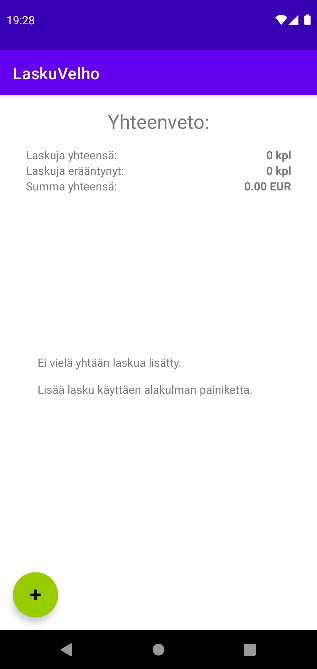 19:28
LaskuVelho
Yhteenveto:
Laskuja yhteensä: 0 kpl
Laskuja erääntynyt: 0 kpl
Summa yhteensä: 0.00 EUR
Ei vielä yhtään laskua lisätty.
Lisää lasku käyttäen alakulman painiketta.
+